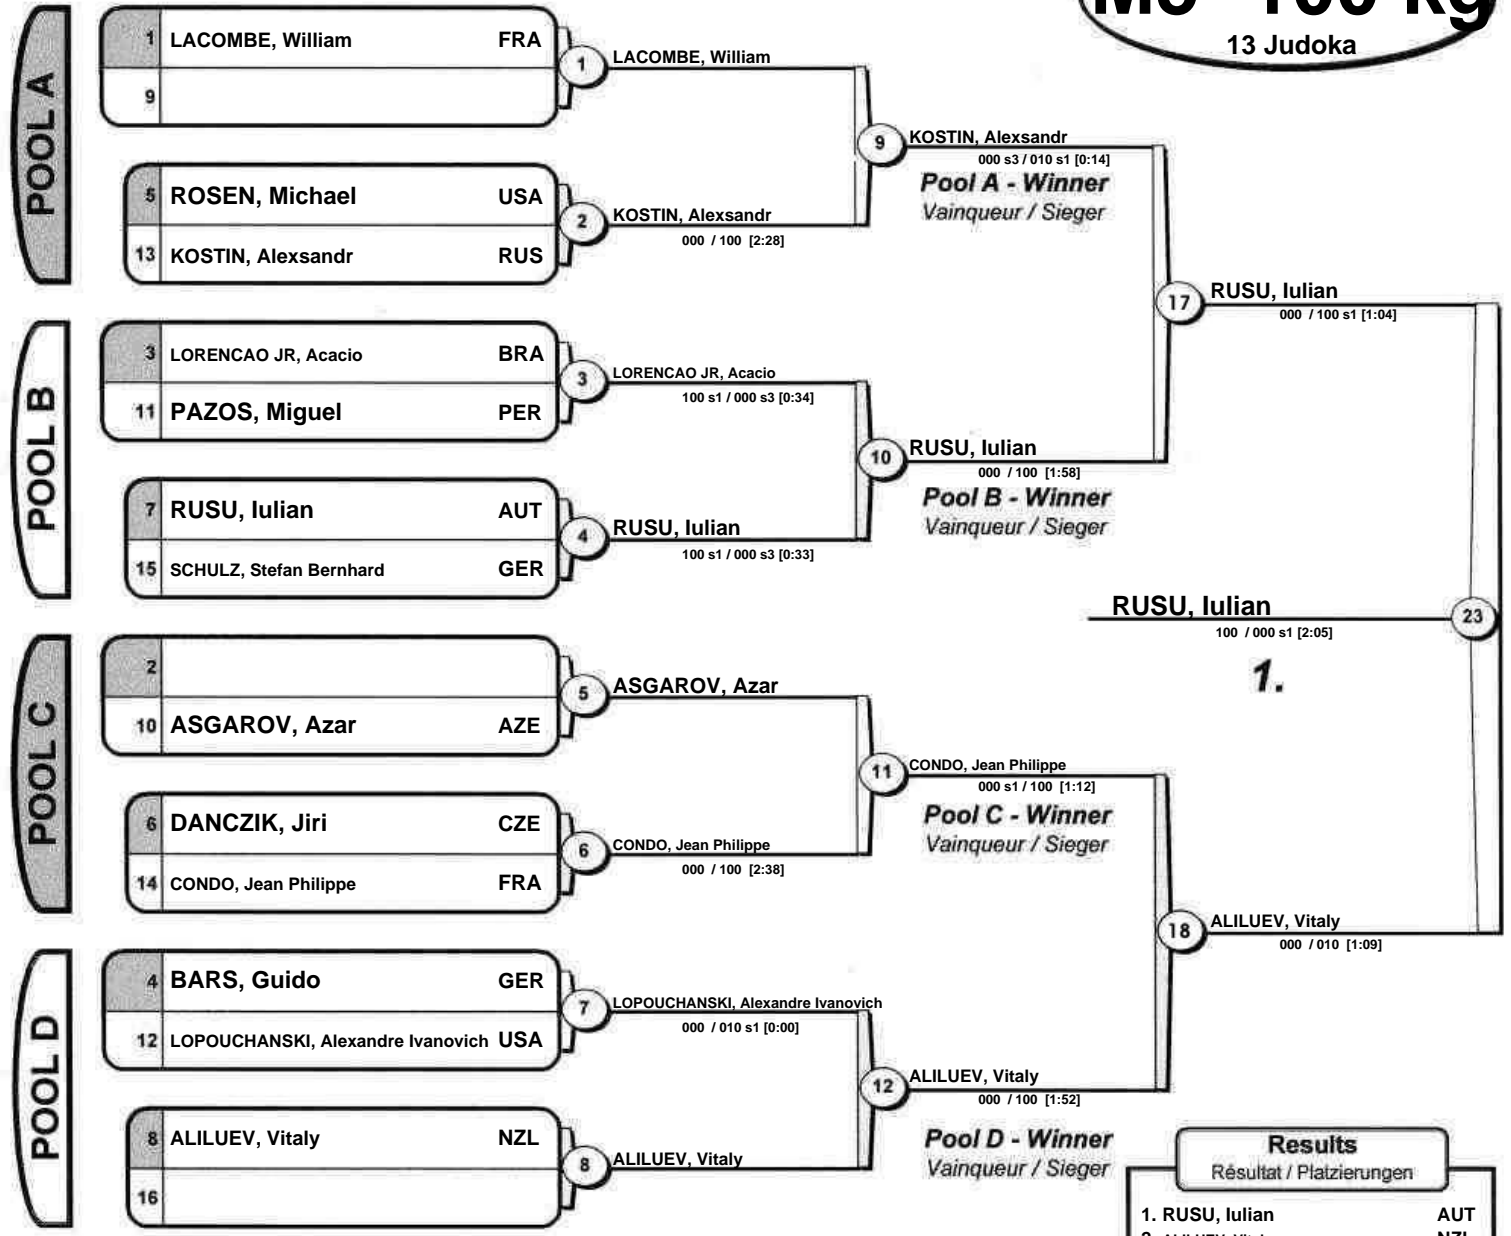 -100 kg
13 Judoka
POOL A
1 LACOMBE, William FRA
9
1
LACOMBE, William
5 ROSEN, Michael USA
13 KOSTIN, Alexsandr RUS
2
KOSTIN, Alexsandr
000 / 100 [2:28]
9
KOSTIN, Alexsandr
000 s3 / 010 s1 [0:14]
Pool A - Winner
Vainqueur / Sieger
POOL B
3 LORENCAO JR, Acacio BRA
11 PAZOS, Miguel PER
3
LORENCAO JR, Acacio
100 s1 / 000 s3 [0:34]
7 RUSU, Iulian AUT
15 SCHULZ, Stefan Bernhard GER
4
RUSU, Iulian
100 s1 / 000 s3 [0:33]
10
RUSU, Iulian
000 / 100 [1:58]
Pool B - Winner
Vainqueur / Sieger
17
RUSU, Iulian
000 / 100 s1 [1:04]
RUSU, Iulian
100 / 000 s1 [2:05]
23
1.
POOL C
2
10 ASGAROV, Azar AZE
5
ASGAROV, Azar
6 DANCZIK, Jiri CZE
14 CONDO, Jean Philippe FRA
6
CONDO, Jean Philippe
000 / 100 [2:38]
11
CONDO, Jean Philippe
000 s1 / 100 [1:12]
Pool C - Winner
Vainqueur / Sieger
18
ALILUEV, Vitaly
000 / 010 [1:09]
POOL D
4 BARS, Guido GER
12 LOPOUCHANSKI, Alexandre Ivanovich USA
7
LOPOUCHANSKI, Alexandre Ivanovich
000 / 010 s1 [0:00]
8 ALILUEV, Vitaly NZL
16
8
ALILUEV, Vitaly
12
ALILUEV, Vitaly
000 / 100 [1:52]
Pool D - Winner
Vainqueur / Sieger
Results
Résultat / Platzierungen
1. RUSU, Iulian AUT